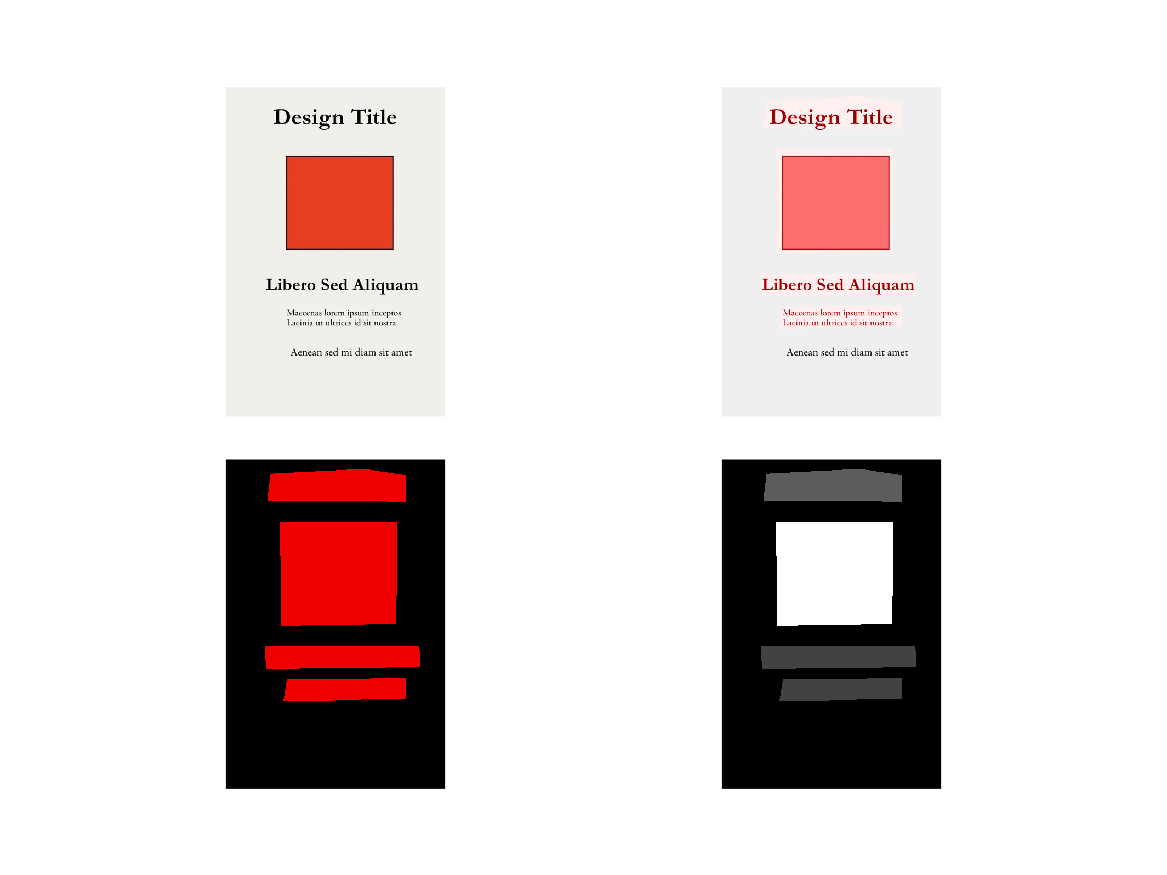 Design Title
Libero Sed Aliquam
Maecenas lorem ipsum inceptos
Lacinia ut ultrices id sit nostra
Aenean sed mi diam sit amet
Design Title
Libero Sed Aliquam
Maecenas lorem ipsum inceptos
Lacinia ut ultrices id sit nostra
Aenean sed mi diam sit amet